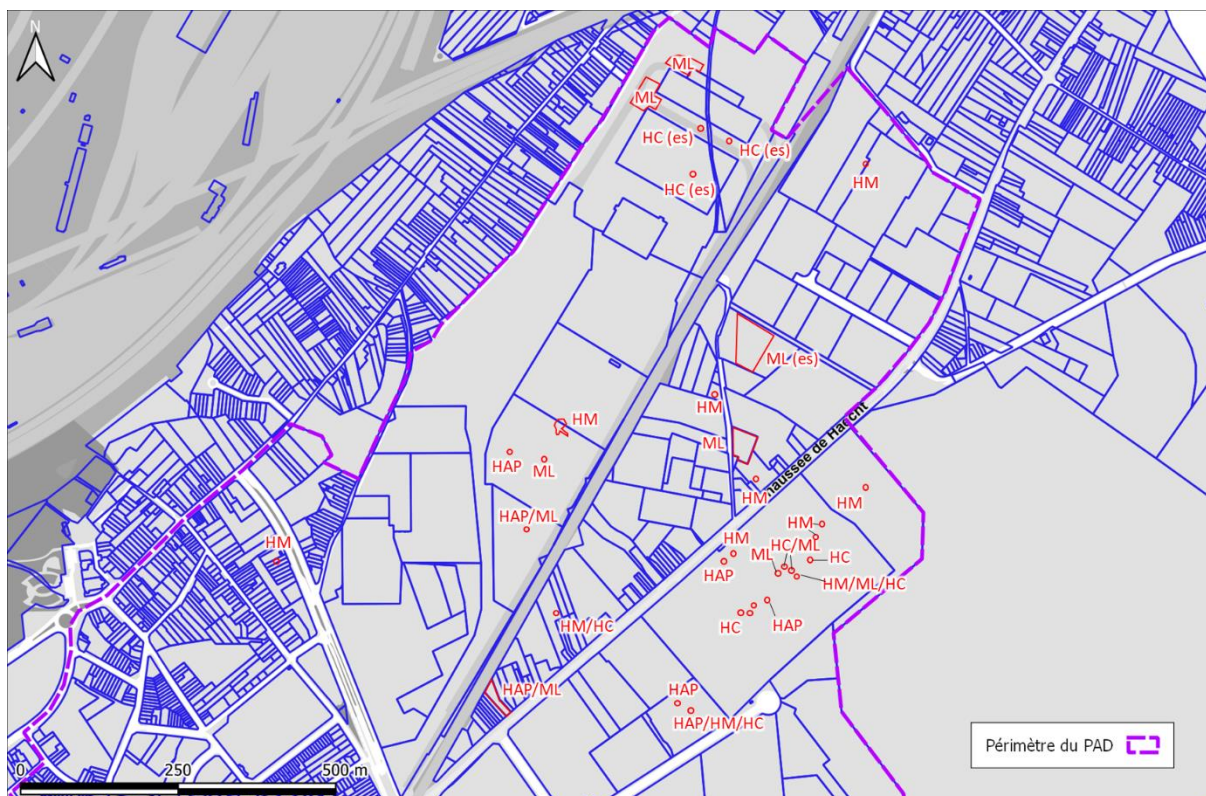 N
ML
ML
HC (es)
HC (es)
HC (es)
HM
ML (es)
HM
HM
ML
HAP
ML
HM
HM
HAP/ML
HM
HM
HC/ML
HM
ML
HC
HAP
HM/ML/HC
HM/HC
HC
HAP
HAP/ML
HAP
HAP/HM/HC
haussée de Haecht
Périmètre du PAD
0
250
500 m